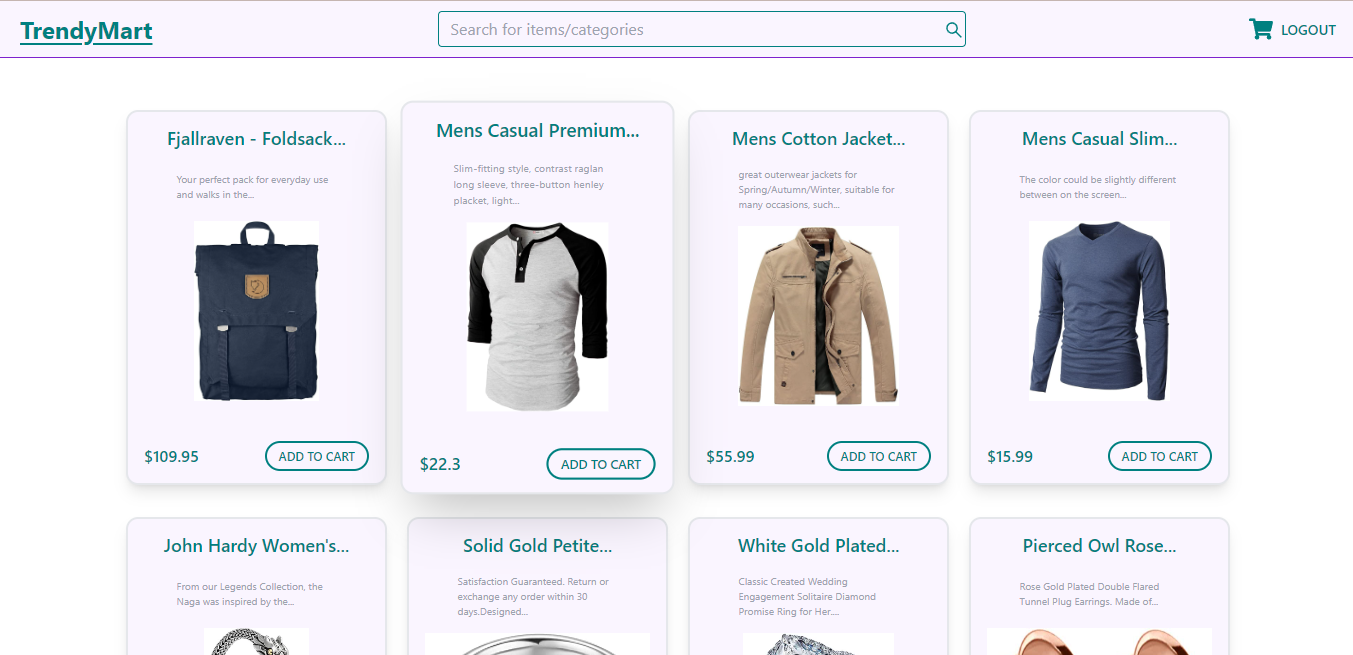 TrendyMart
Search for items/categories
LOGOUT
Fjallraven - Foldsack...
Your perfect pack for everyday use
and walks in the...
$109.95
ADD TO CART
Mens Casual Premium...
Slim-fitting style, contrast raglan
long sleeve, three-button henley
placket, light...
$22.3
ADD TO CART
Mens Cotton Jacket...
great outerwear jackets for
Spring/Autumn/Winter, suitable for
many occasions, such...
$55.99
ADD TO CART
Mens Casual Slim...
The color could be slightly different
between on the screen...
$15.99
ADD TO CART
John Hardy Women's...
From our Legends Collection, the
Naga was inspired by the...
Solid Gold Petite...
Satisfaction Guaranteed. Return or
exchange any order within 30
days.Designed...
White Gold Plated...
Classic Created Wedding
Engagement Solitaire Diamond
Promise Ring for Her....
Pierced Owl Rose...
Rose Gold Plated Double Flared
Tunnel Plug Earrings. Made of...